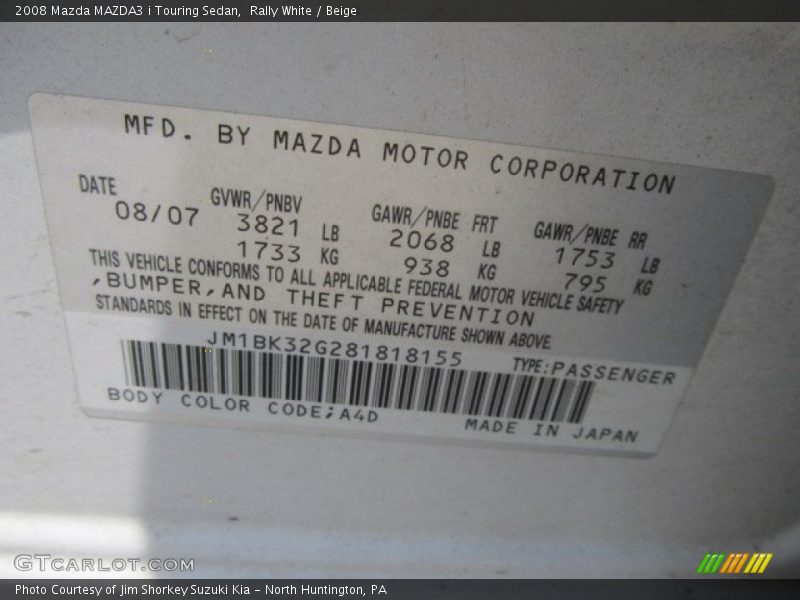 2008 Mazda MAZDA3 i Touring Sedan,  Rally White / Beige
MFD. BY MAZDA MOTOR CORPORATION
DATE GVWR/PNBV GAWR/PNBE FRT GAWR/PNBE RR
08/07 3821 LB 2068 LB 1753 LB
1733 KG 938 KG 795 KG
THIS VEHICLE CONFORMS TO ALL APPLICABLE FEDERAL MOTOR VEHICLE SAFETY
,BUMPER,AND THEFT PREVENTION
STANDARDS IN EFFECT ON THE DATE OF MANUFACTURE SHOWN ABOVE
JM1BK32G281818155 TYPE:PASSENGER
BODY COLOR CODE;A4D MADE IN JAPAN
GTCARLOT.COM
Photo Courtesy of Jim Shorkey Suzuki Kia – North Huntington, PA